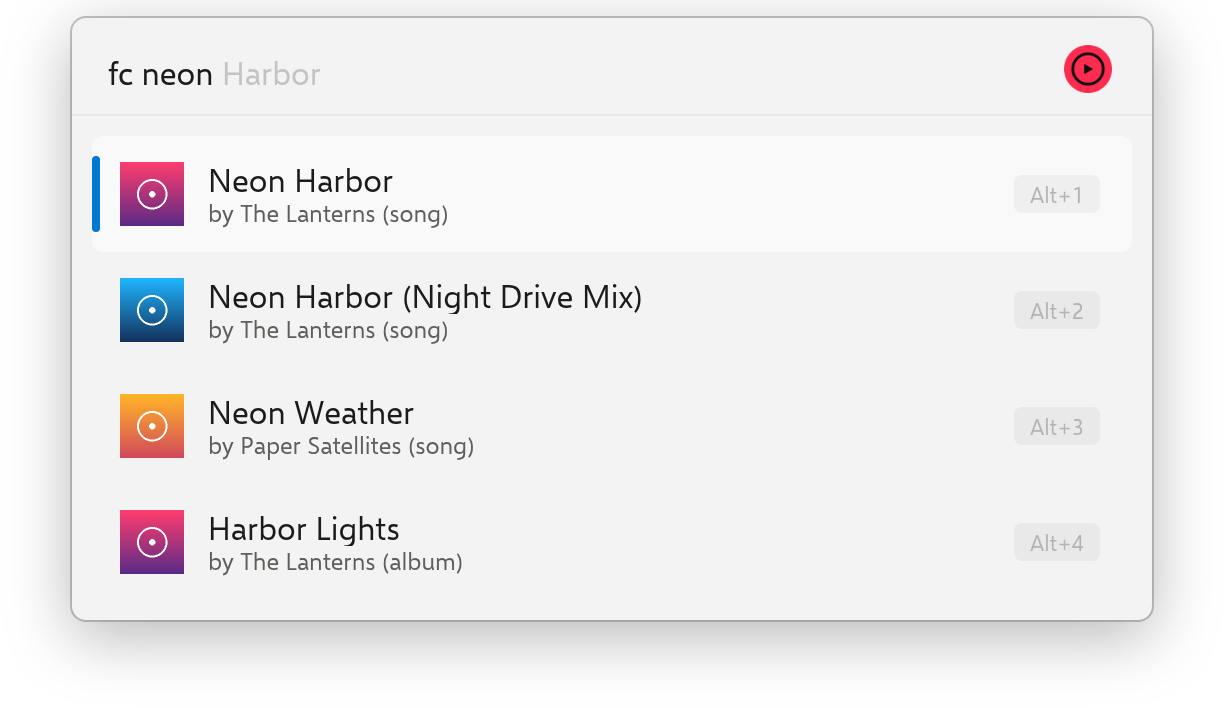 fc neon Harbor
Neon Harbor
by The Lanterns (song)
Alt+1
Neon Harbor (Night Drive Mix)
by The Lanterns (song)
Alt+2
Neon Weather
by Paper Satellites (song)
Alt+3
Harbor Lights
by The Lanterns (album)
Alt+4